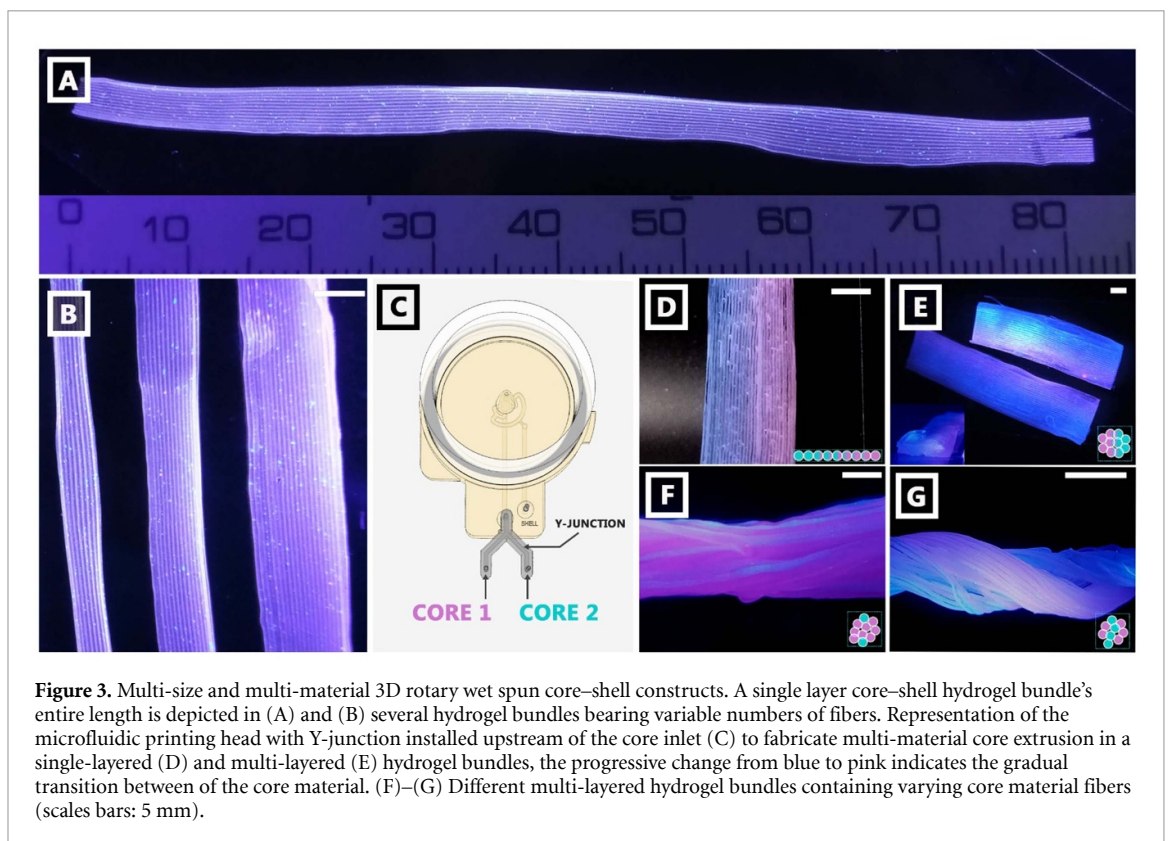 A
0 10 20 30 40 50 60 70 80
B
C
SHELL
Y-JUNCTION
CORE 1 CORE 2
D
E
F
G
Figure 3. Multi-size and multi-material 3D rotary wet spun core–shell constructs. A single layer core–shell hydrogel bundle's
entire length is depicted in (A) and (B) several hydrogel bundles bearing variable numbers of fibers. Representation of the
microfluidic printing head with Y-junction installed upstream of the core inlet (C) to fabricate multi-material core extrusion in a
single-layered (D) and multi-layered (E) hydrogel bundles, the progressive change from blue to pink indicates the gradual
transition between of the core material. (F)–(G) Different multi-layered hydrogel bundles containing varying core material fibers
(scales bars: 5 mm).